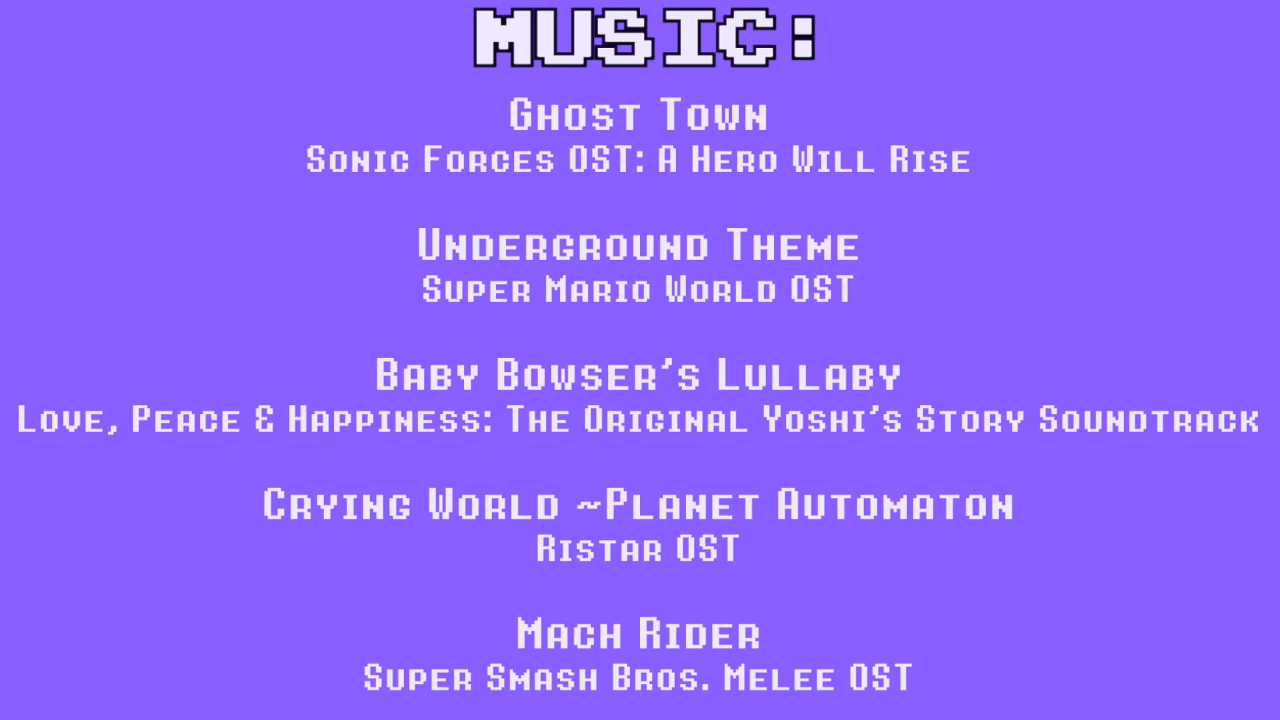 MUSIC:
Ghost Town
Sonic Forces OST: A Hero Will Rise
Underground Theme
Super Mario World OST
Baby Bowser's Lullaby
Love, Peace & Happiness: The Original Yoshi's Story Soundtrack
Crying World ~Planet Automaton
Ristar OST
Mach Rider
Super Smash Bros. Melee OST